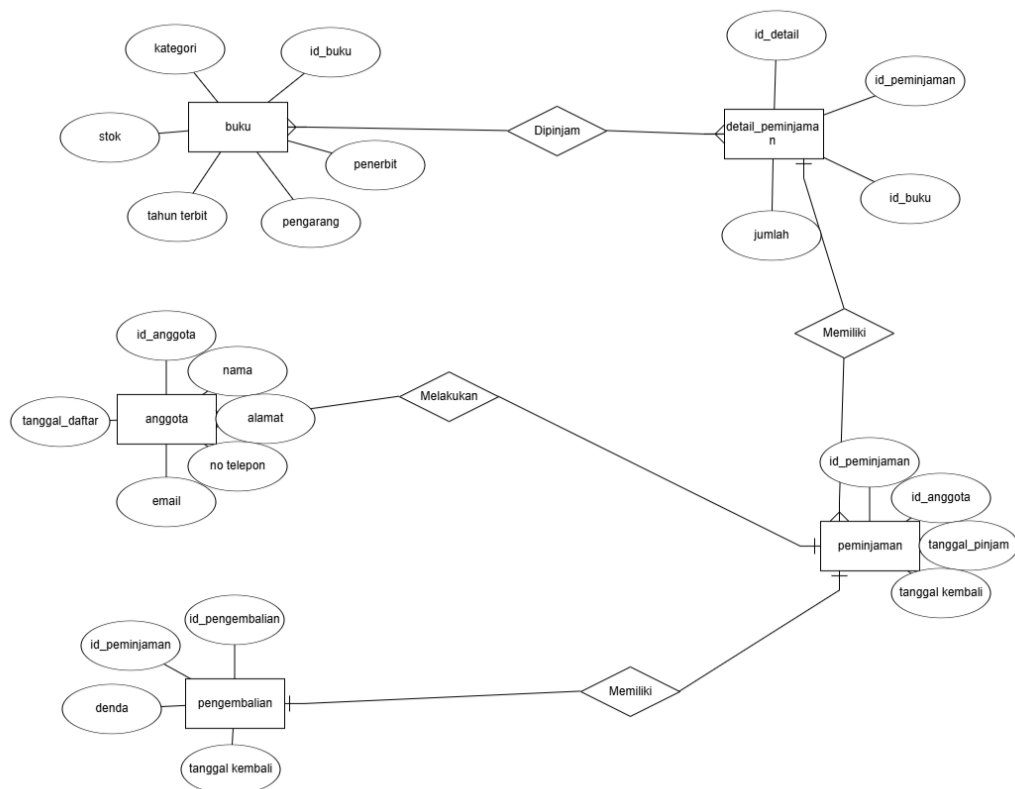 kategori
id_buku
stok
buku
penerbit
tahun terbit
pengarang
Dipinjam
id_detail
id_peminjaman
detail_peminjama
n
id_buku
jumlah
Memiliki
id_anggota
nama
tanggal_daftar
anggota
alamat
no telepon
email
Melakukan
id_peminjaman
id_anggota
peminjaman
tanggal_pinjam
tanggal kembali
id_pengembalian
id_peminjaman
denda
pengembalian
tanggal kembali
Memiliki